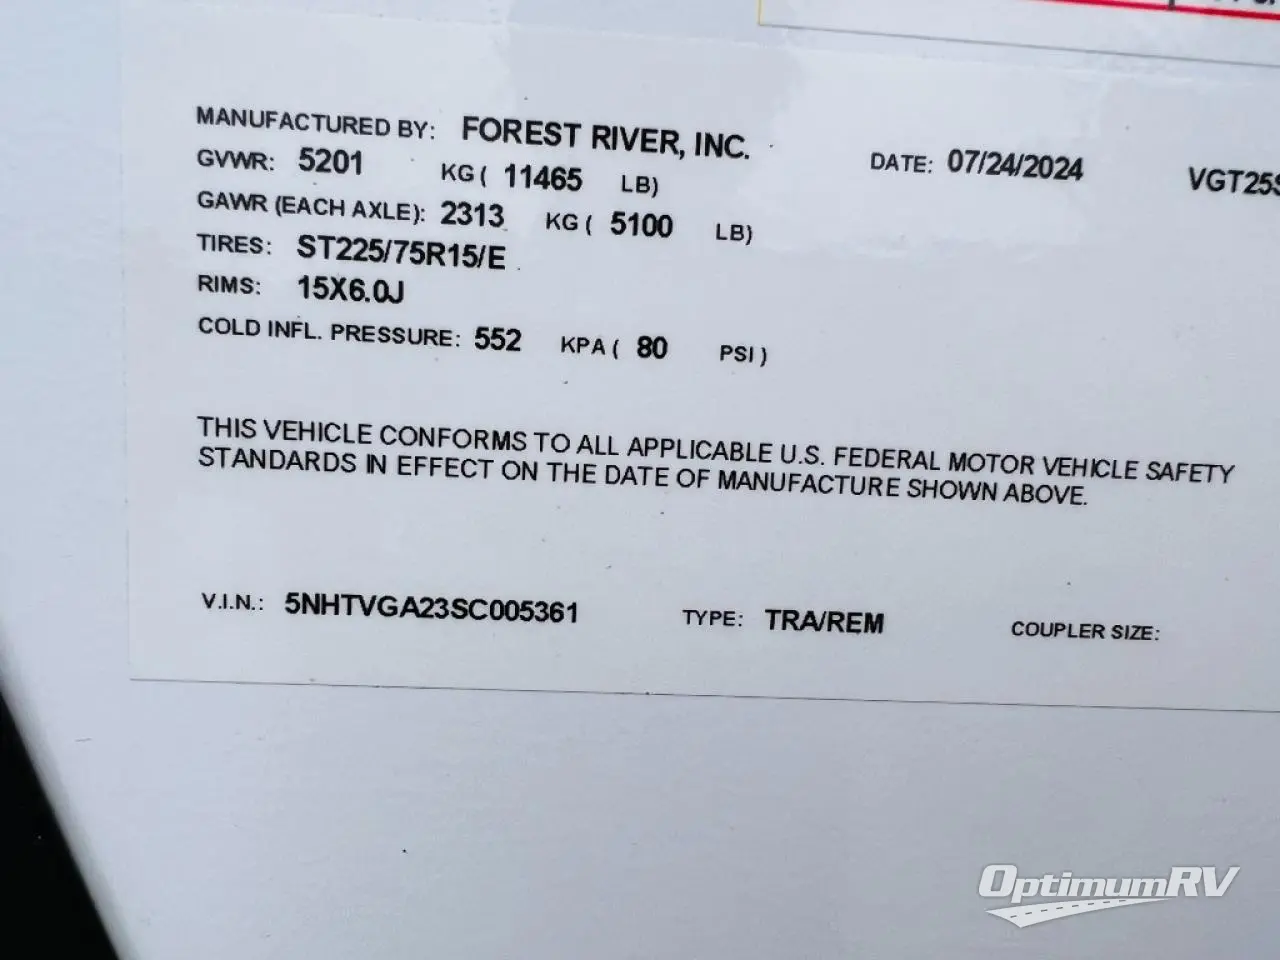 MANUFACTURED BY: FOREST RIVER, INC.
DATE: 07/24/2024
GVWR: 5201 KG ( 11465 LB)
GAWR (EACH AXLE): 2313 KG ( 5100 LB)
TIRES: ST225/75R15/E
RIMS: 15X6.0J
COLD INFL. PRESSURE: 552 KPA ( 80 PSI )
THIS VEHICLE CONFORMS TO ALL APPLICABLE U.S. FEDERAL MOTOR VEHICLE SAFETY
STANDARDS IN EFFECT ON THE DATE OF MANUFACTURE SHOWN ABOVE.
V.I.N.: 5NHTVGA23SC005361 TYPE: TRA/REM COUPLER SIZE:
OptimumRV